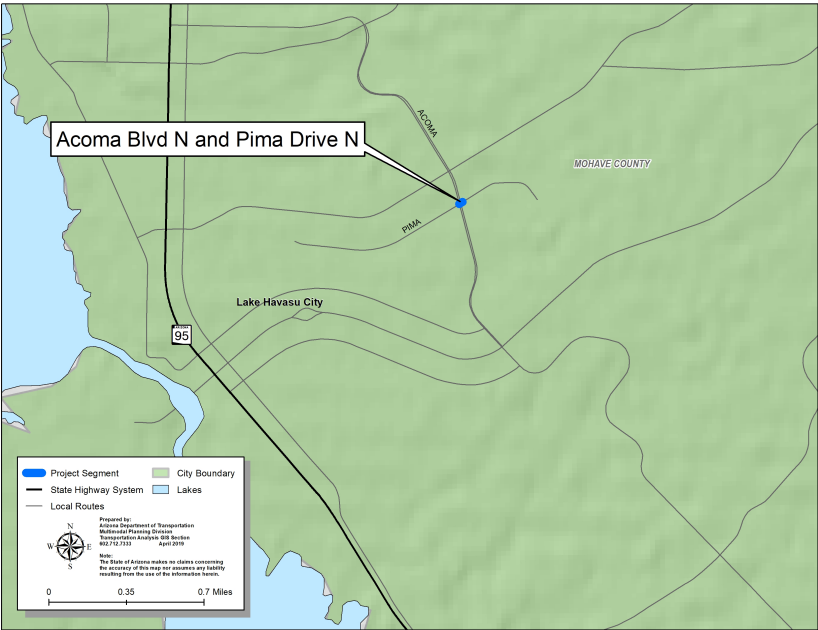 ACOMA
Acoma Blvd N and Pima Drive N
MOHAVE COUNTY
PIMA
Lake Havasu City
ARIZONA
95
Project Segment
City Boundary
State Highway System
Lakes
Local Routes
N
W
E
S
Prepared by:
Arizona Department of Transportation
Multimodal Planning Division
Transportation Analysis GIS Section
602.712.7333 April 2019
Note:
The State of Arizona makes no claims concerning
the accuracy of this map nor assumes any liability
resulting from the use of the information herein.
0 0.35 0.7 Miles